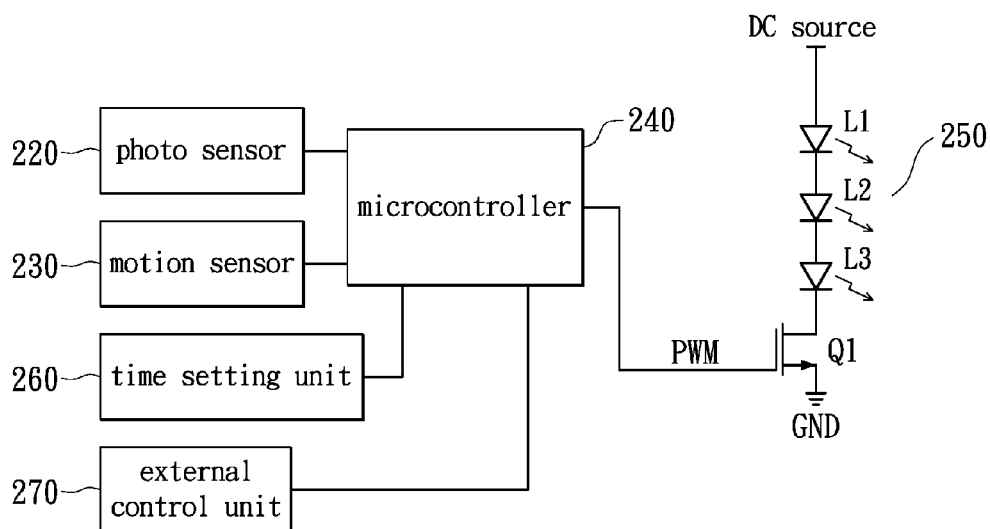 DC source
240
220
photo sensor
L1
250
microcontroller
L2
230
motion sensor
L3
PWM
Q1
260
time setting unit
GND
270
external
control unit